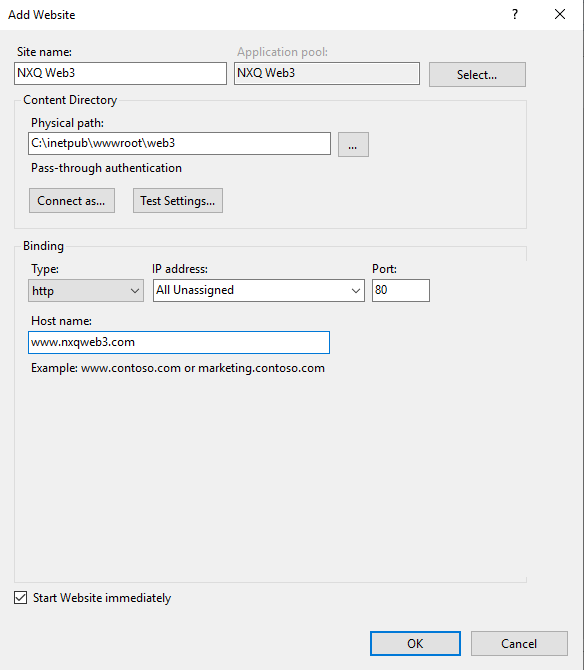 Add Website
?
Site name:
Application pool:
NXQ Web3
NXQ Web3
Select...
Content Directory
Physical path:
C:\inetpub\wwwroot\web3
...
Pass-through authentication
Connect as...
Test Settings...
Binding
Type:
IP address:
Port:
http
All Unassigned
80
Host name:
www.nxqweb3.com
Example: www.contoso.com or marketing.contoso.com
Start Website immediately
OK
Cancel